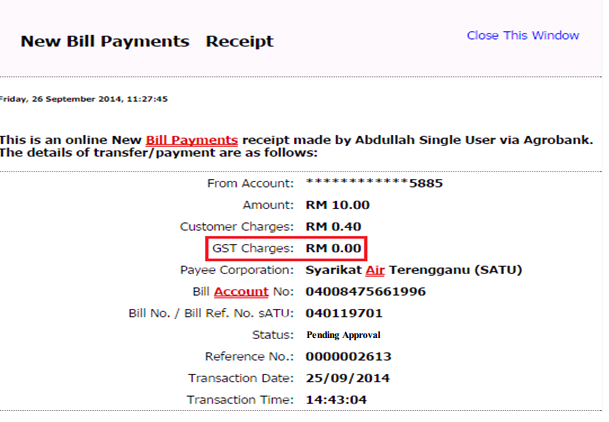 New Bill Payments Receipt
Close This Window
Friday, 26 September 2014, 11:27:45
This is an online New Bill Payments receipt made by Abdullah Single User via Agrobank.
The details of transfer/payment are as follows:
From Account: ************5885
Amount: RM 10.00
Customer Charges: RM 0.40
GST Charges: RM 0.00
Payee Corporation: Syarikat Air Terengganu (SATU)
Bill Account No: 04008475661996
Bill No. / Bill Ref. No. sATU: 040119701
Status: Pending Approval
Reference No.: 0000002613
Transaction Date: 25/09/2014
Transaction Time: 14:43:04